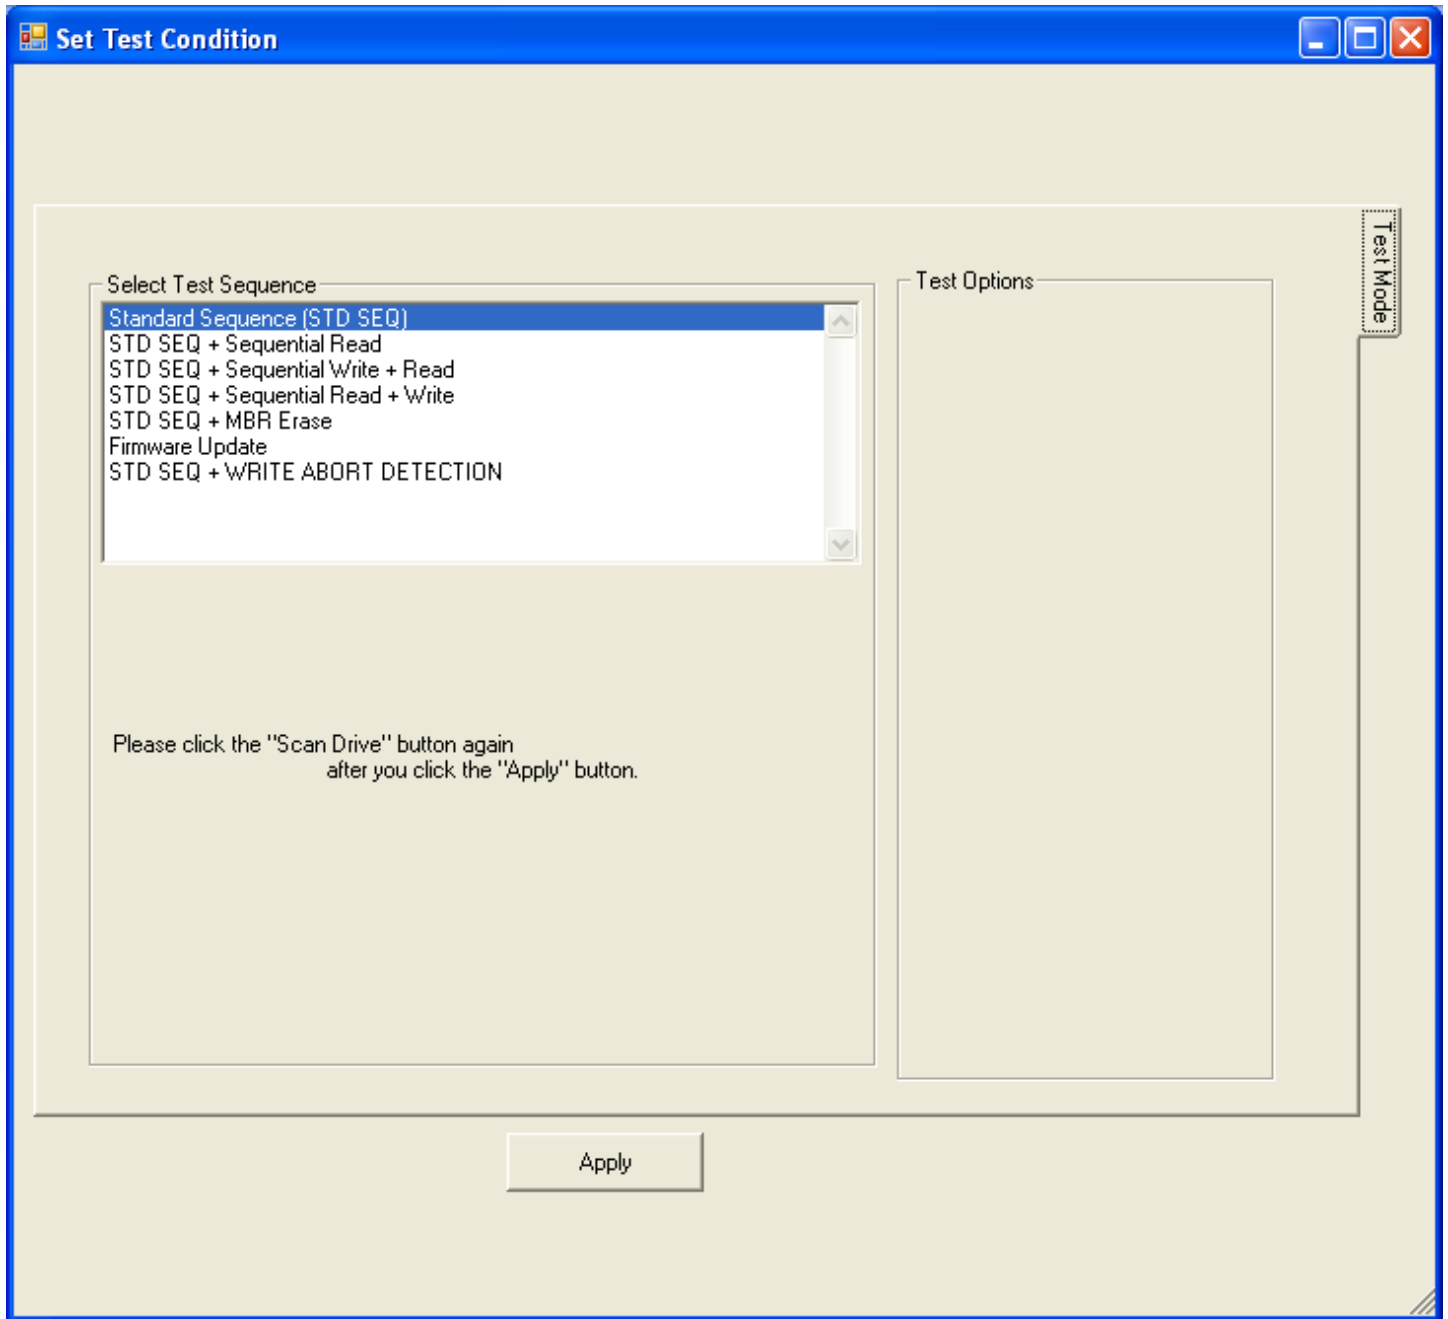 Set Test Condition
Test Mode
Select Test Sequence
Standard Sequence (STD SEQ)
STD SEQ + Sequential Read
STD SEQ + Sequential Write + Read
STD SEQ + Sequential Read + Write
STD SEQ + MBR Erase
Firmware Update
STD SEQ + WRITE ABORT DETECTION
Please click the "Scan Drive" button again
after you click the "Apply" button.
Test Options
Apply